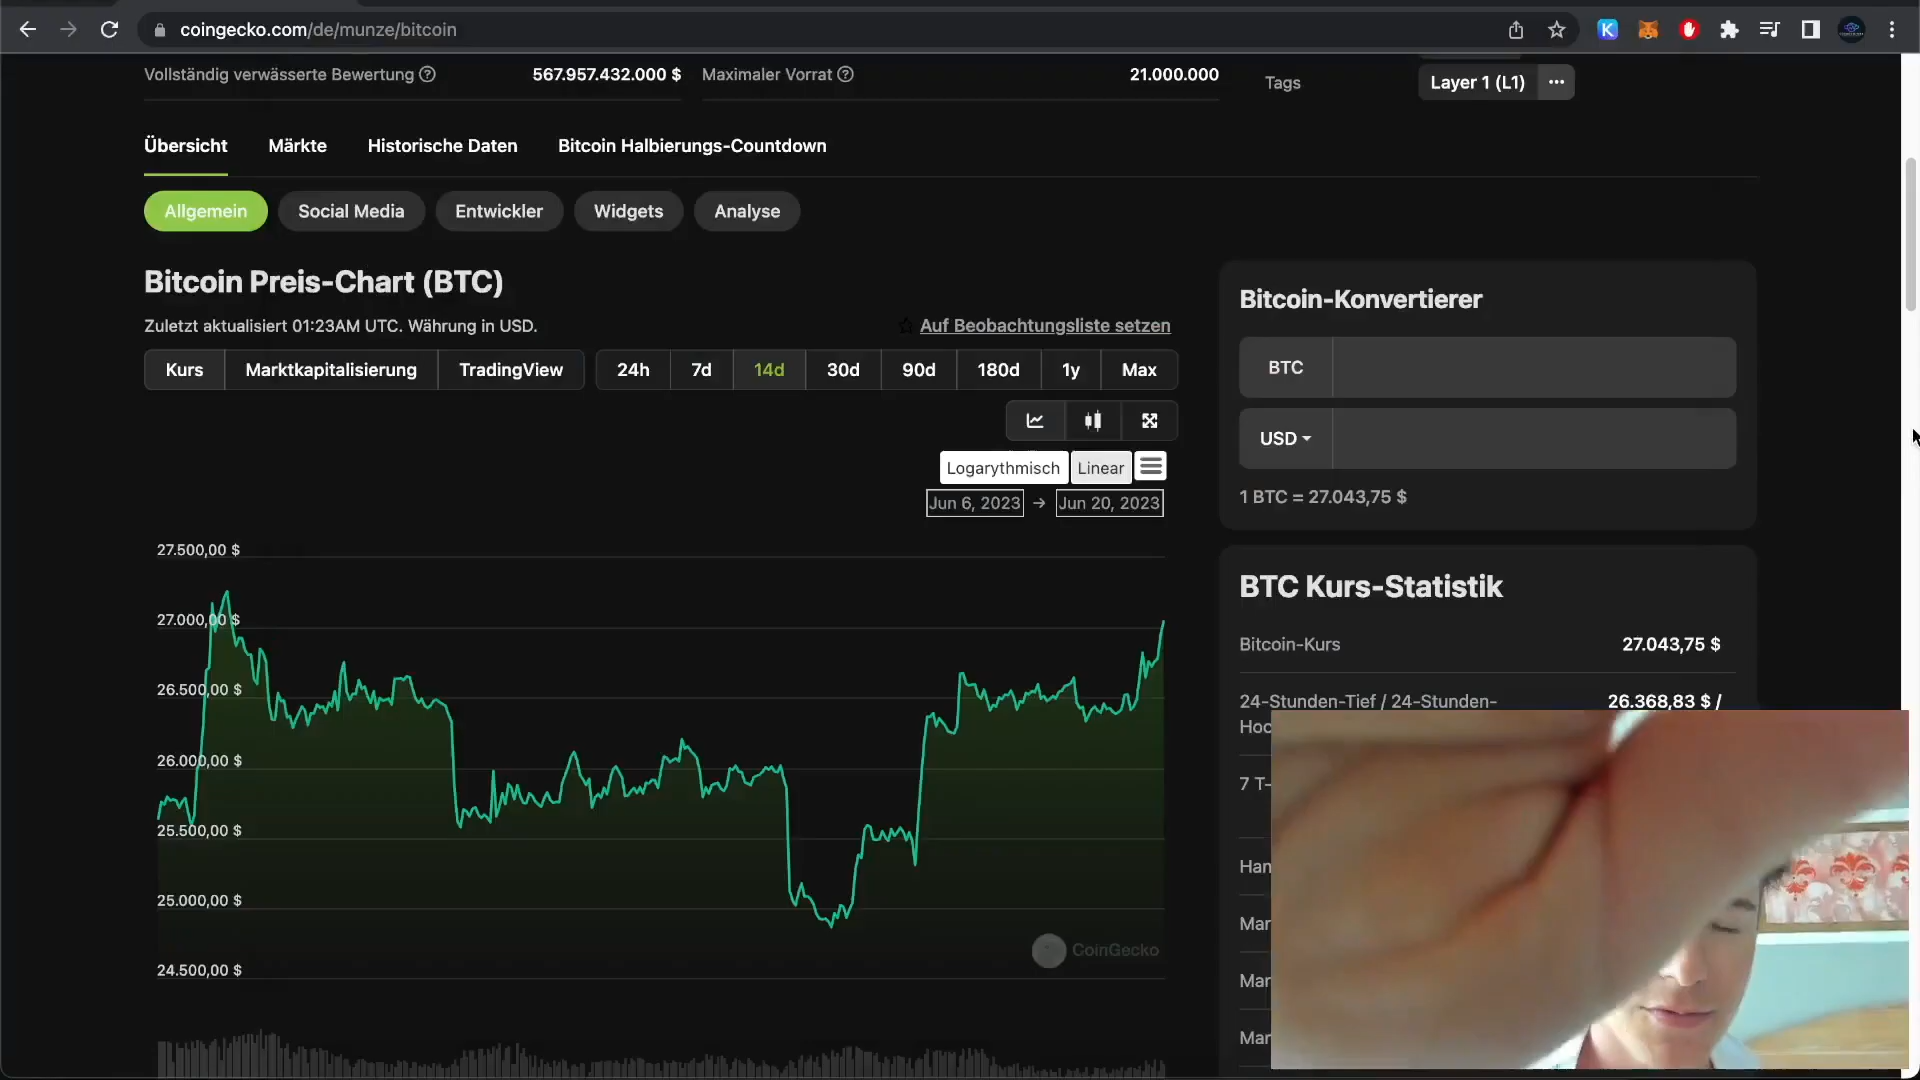 coingecko.com/de/munze/bitcoin
Vollständig verwässerte Bewertung 567.957.432.000 $ Maximaler Vorrat 21.000.000 Tags Layer 1 (L1)
Übersicht Märkte Historische Daten Bitcoin Halbierungs-Countdown
Allgemein Social Media Entwickler Widgets Analyse
Bitcoin Preis-Chart (BTC)
Zuletzt aktualisiert 01:23AM UTC. Währung in USD.
Auf Beobachtungsliste setzen
Kurs Marktkapitalisierung TradingView 24h 7d 14d 30d 90d 180d 1y Max
Logarythmisch Linear
Jun 6, 2023 → Jun 20, 2023
27.500,00 $
27.000,00 $
26.500,00 $
26.000,00 $
25.500,00 $
25.000,00 $
24.500,00 $
CoinGecko
Bitcoin-Konvertierer
BTC
USD
1 BTC = 27.043,75 $
BTC Kurs-Statistik
Bitcoin-Kurs 27.043,75 $
24-Stunden-Tief / 24-Stunden- 26.368,83 $ /
Hoc
7 T-
Han
Mar
Mar
Mar